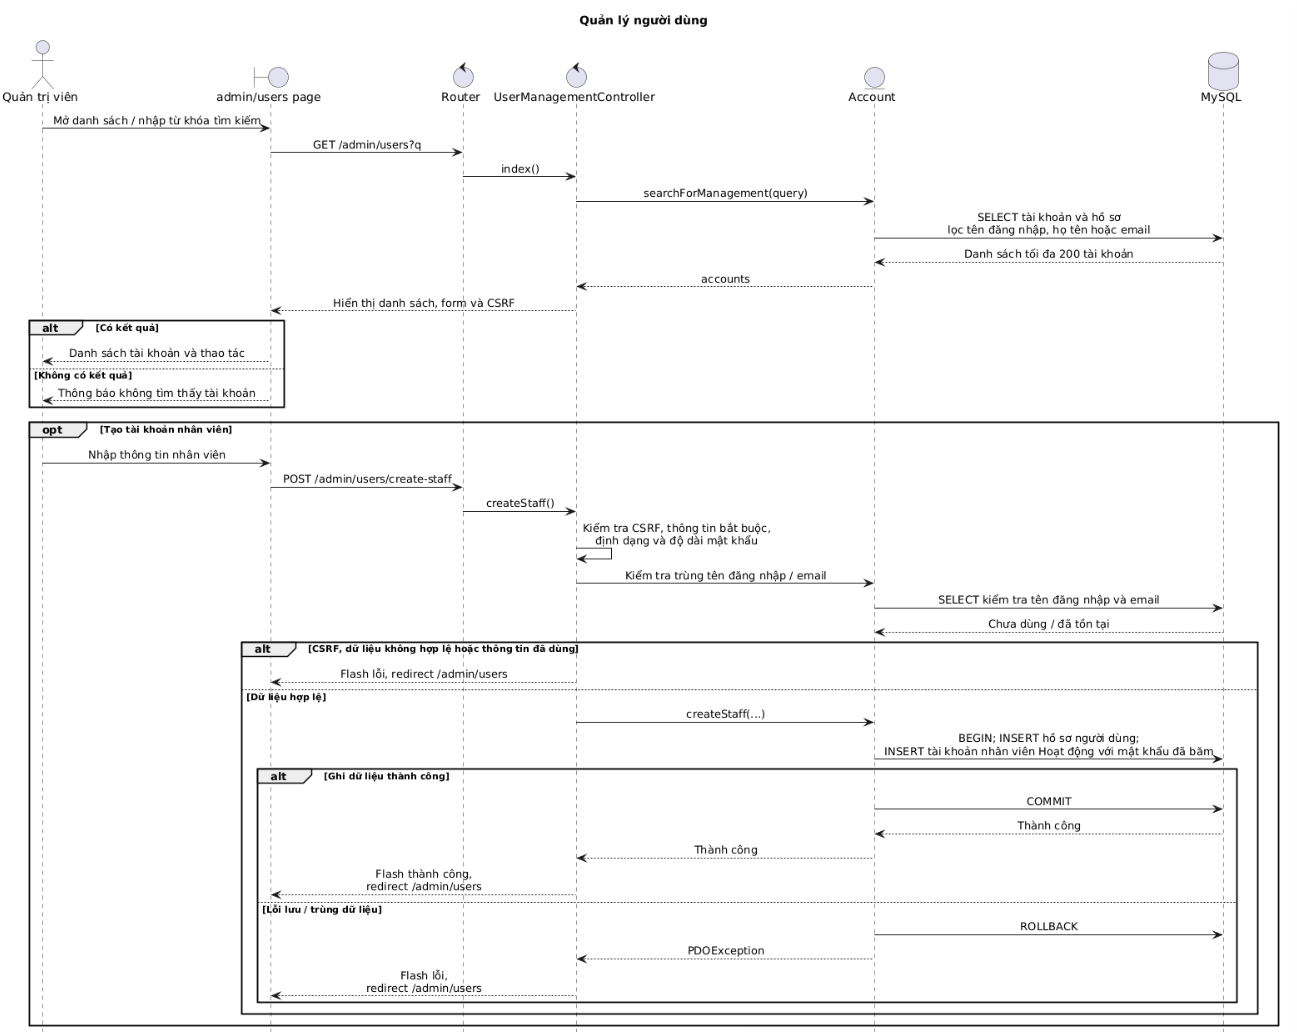 Quản lý người dùng
Quản trị viên
admin/users page
Router
UserManagementController
Account
MySQL
Mở danh sách / nhập từ khóa tìm kiếm
GET /admin/users?q
index()
searchForManagement(query)
SELECT tài khoản và hồ sơ
lọc tên đăng nhập, họ tên hoặc email
Danh sách tối đa 200 tài khoản
accounts
Hiển thị danh sách, form và CSRF
alt [Có kết quả]
Danh sách tài khoản và thao tác
[Không có kết quả]
Thông báo không tìm thấy tài khoản
opt [Tạo tài khoản nhân viên]
Nhập thông tin nhân viên
POST /admin/users/create-staff
createStaff()
Kiểm tra CSRF, thông tin bắt buộc,
định dạng và độ dài mật khẩu
Kiểm tra trùng tên đăng nhập / email
SELECT kiểm tra tên đăng nhập và email
Chưa dùng / đã tồn tại
alt [CSRF, dữ liệu không hợp lệ hoặc thông tin đã dùng]
Flash lỗi, redirect /admin/users
[Dữ liệu hợp lệ]
createStaff(...)
BEGIN; INSERT hồ sơ người dùng;
INSERT tài khoản nhân viên Hoạt động với mật khẩu đã băm
alt [Ghi dữ liệu thành công]
COMMIT
Thành công
Thành công
Flash thành công,
redirect /admin/users
[Lỗi lưu / trùng dữ liệu]
ROLLBACK
PDOException
Flash lỗi,
redirect /admin/users